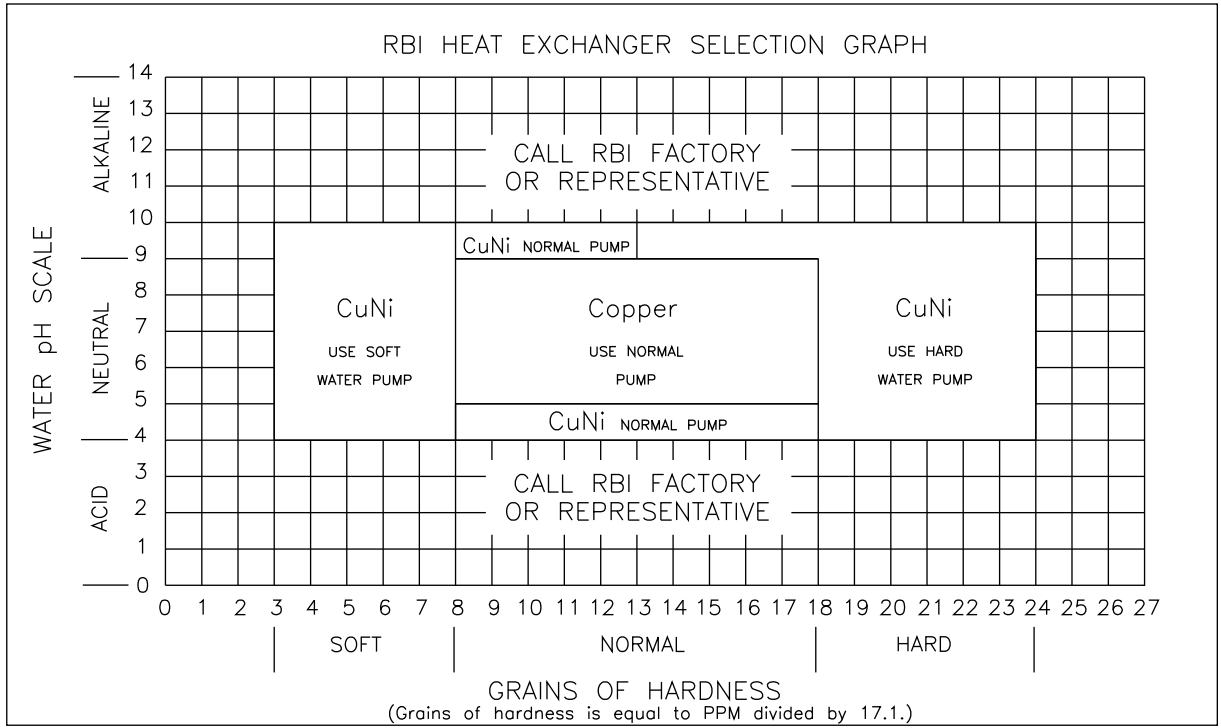 RBI HEAT EXCHANGER SELECTION GRAPH
WATER pH SCALE
ALKALINE
NEUTRAL
ACID
14
13
12
11
10
9
8
7
6
5
4
3
2
1
0
CALL RBI FACTORY
OR REPRESENTATIVE
CuNi NORMAL PUMP
CuNi
USE SOFT
WATER PUMP
Copper
USE NORMAL
PUMP
CuNi
USE HARD
WATER PUMP
CuNi NORMAL PUMP
CALL RBI FACTORY
OR REPRESENTATIVE
0 1 2 3 4 5 6 7 8 9 10 11 12 13 14 15 16 17 18 19 20 21 22 23 24 25 26 27
SOFT NORMAL HARD
GRAINS OF HARDNESS
(Grains of hardness is equal to PPM divided by 17.1.)